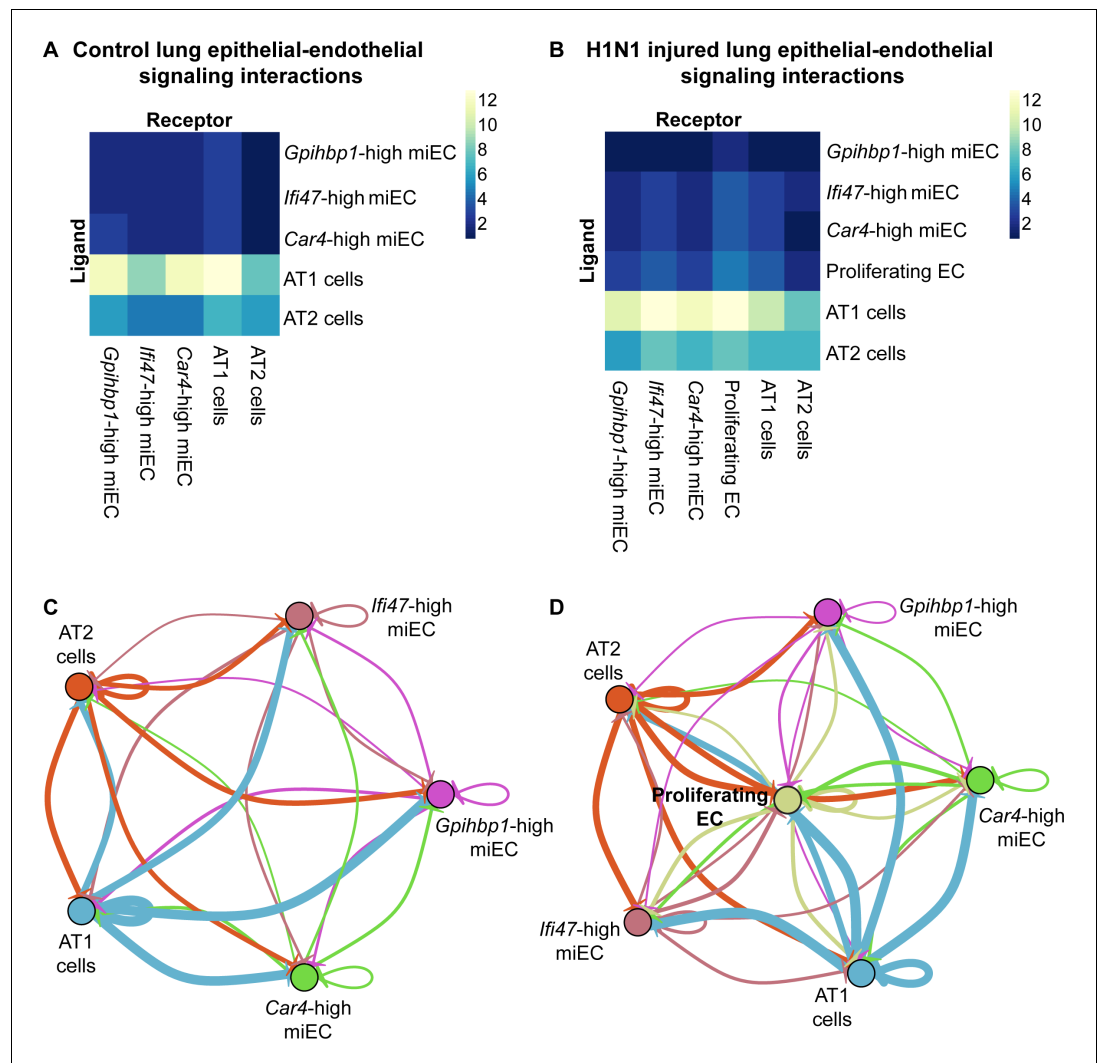 A Control lung epithelial-endothelial
signaling interactions
Receptor
Ligand
Gpihbp1-high miEC
Ifi47-high miEC
Car4-high miEC
AT1 cells
AT2 cells
12
10
8
6
4
2
Gpihbp1-high miEC
Ifi47-high miEC
Car4-high miEC
AT1 cells
AT2 cells
B H1N1 injured lung epithelial-endothelial
signaling interactions
Receptor
Ligand
Gpihbp1-high miEC
Ifi47-high miEC
Car4-high miEC
Proliferating EC
AT1 cells
AT2 cells
12
10
8
6
4
2
Gpihbp1-high miEC
Ifi47-high miEC
Car4-high miEC
Proliferating EC
AT1 cells
AT2 cells
C
Ifi47-high
miEC
AT2
cells
Gpihbp1-high
miEC
AT1
cells
Car4-high
miEC
D
Gpihbp1-high
miEC
AT2
cells
Proliferating
EC
Car4-high
miEC
Ifi47-high
miEC
AT1
cells